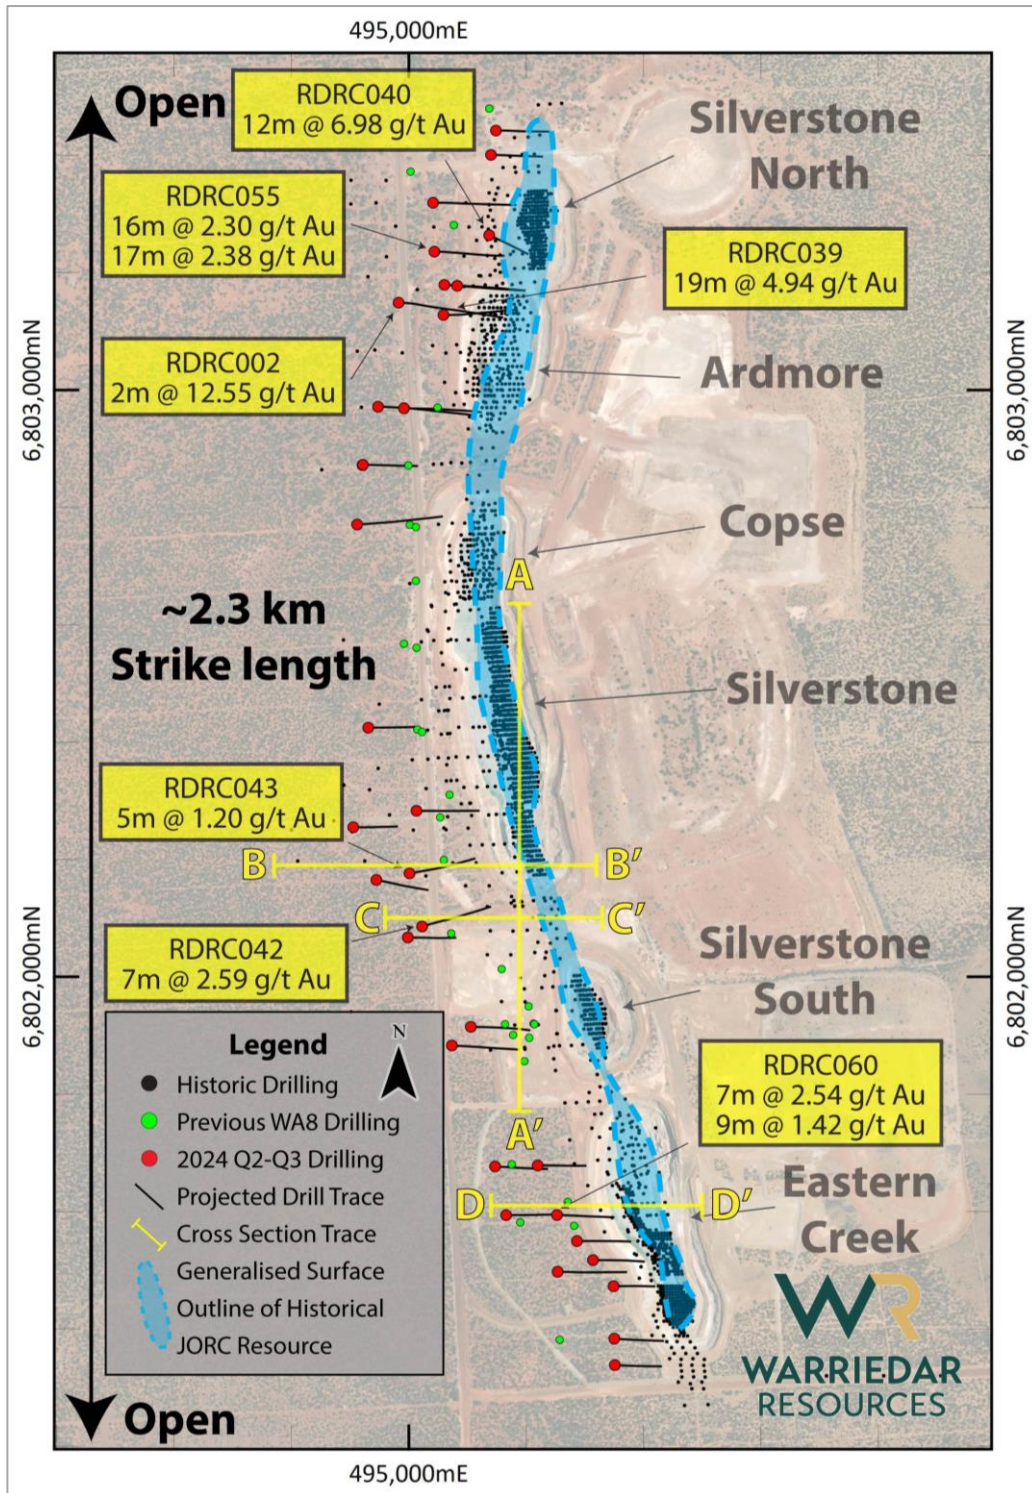 495,000mE
Open
RDRC040
12m @ 6.98 g/t Au
Silverstone
North
RDRC055
16m @ 2.30 g/t Au
17m @ 2.38 g/t Au
RDRC039
19m @ 4.94 g/t Au
RDRC002
2m @ 12.55 g/t Au
6,803,000mN
6,803,000mN
Ardmore
Copse
A
~2.3 km
Strike length
Silverstone
RDRC043
5m @ 1.20 g/t Au
B
B'
C
C'
RDRC042
7m @ 2.59 g/t Au
6,802,000mN
6,802,000mN
Silverstone
South
Legend
N
Historic Drilling
Previous WA8 Drilling
2024 Q2-Q3 Drilling
Projected Drill Trace
Cross Section Trace
Generalised Surface
Outline of Historical
JORC Resource
RDRC060
7m @ 2.54 g/t Au
9m @ 1.42 g/t Au
A'
D
D'
Eastern
Creek
WR
WARRIEDAR
RESOURCES
Open
495,000mE